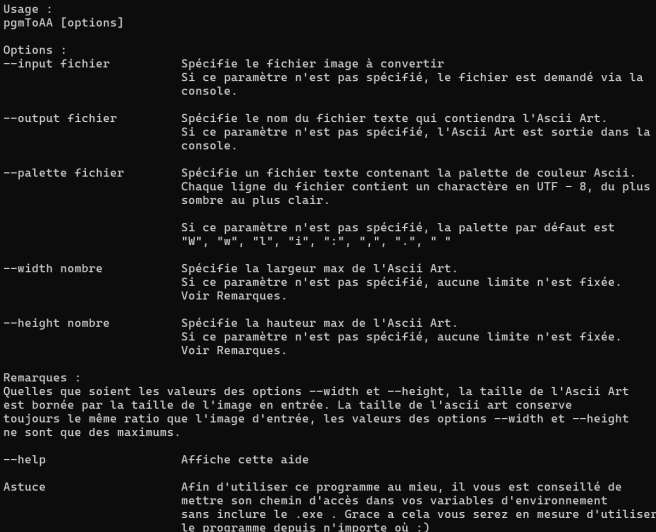 Usage :
pgmToAA [options]
Options :
--input fichier Spécifie le fichier image à convertir
Si ce paramètre n'est pas spécifié, le fichier est demandé via la
console.
--output fichier Spécifie le nom du fichier texte qui contiendra l'Ascii Art.
Si ce paramètre n'est pas spécifié, l'Ascii Art est sortie dans la
console.
--palette fichier Spécifie un fichier texte contenant la palette de couleur Ascii.
Chaque ligne du fichier contient un charactère en UTF - 8, du plus
sombre au plus clair.
Si ce paramètre n'est pas spécifié, la palette par défaut est
"W", "w", "l", "i", ":", ",", ".", " "
--width nombre Spécifie la largeur max de l'Ascii Art.
Si ce paramètre n'est pas spécifié, aucune limite n'est fixée.
Voir Remarques.
--height nombre Spécifie la hauteur max de l'Ascii Art.
Si ce paramètre n'est pas spécifié, aucune limite n'est fixée.
Voir Remarques.
Remarques :
Quelles que soient les valeurs des options --width et --height, la taille de l'Ascii Art
est bornée par la taille de l'image en entrée. La taille de l'ascii art conserve
toujours le même ratio que l'image d'entrée, les valeurs des options --width et --height
ne sont que des maximums.
--help Affiche cette aide
Astuce Afin d'utiliser ce programme au mieu, il vous est conseillé de
mettre son chemin d'accès dans vos variables d'environnement
sans inclure le .exe . Grace a cela vous serez en mesure d'utiliser
le programme depuis n'importe où :)